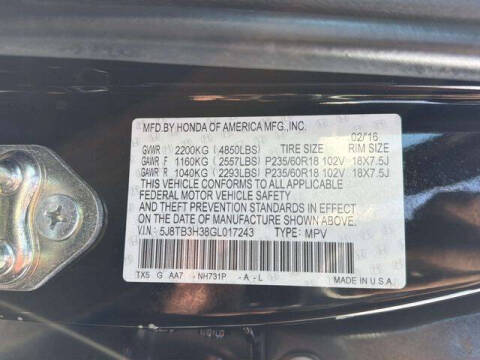 MFD.BY HONDA OF AMERICA MFG.,INC. 02/16
GVWR 2200KG (4850LBS) TIRE SIZE RIM SIZE
GAWR F 1160KG (2557LBS) P235/60R18 102V 18X7.5J
GAWR R 1040KG (2293LBS) P235/60R18 102V 18X7.5J
THIS VEHICLE CONFORMS TO ALL APPLICABLE
FEDERAL MOTOR VEHICLE SAFETY
AND THEFT PREVENTION STANDARDS IN EFFECT
ON THE DATE OF MANUFACTURE SHOWN ABOVE.
V.I.N.: 5J8TB3H38GL017243 TYPE: MPV
TX5 G AA7 NH731P -A-L MADE IN U.S.A.